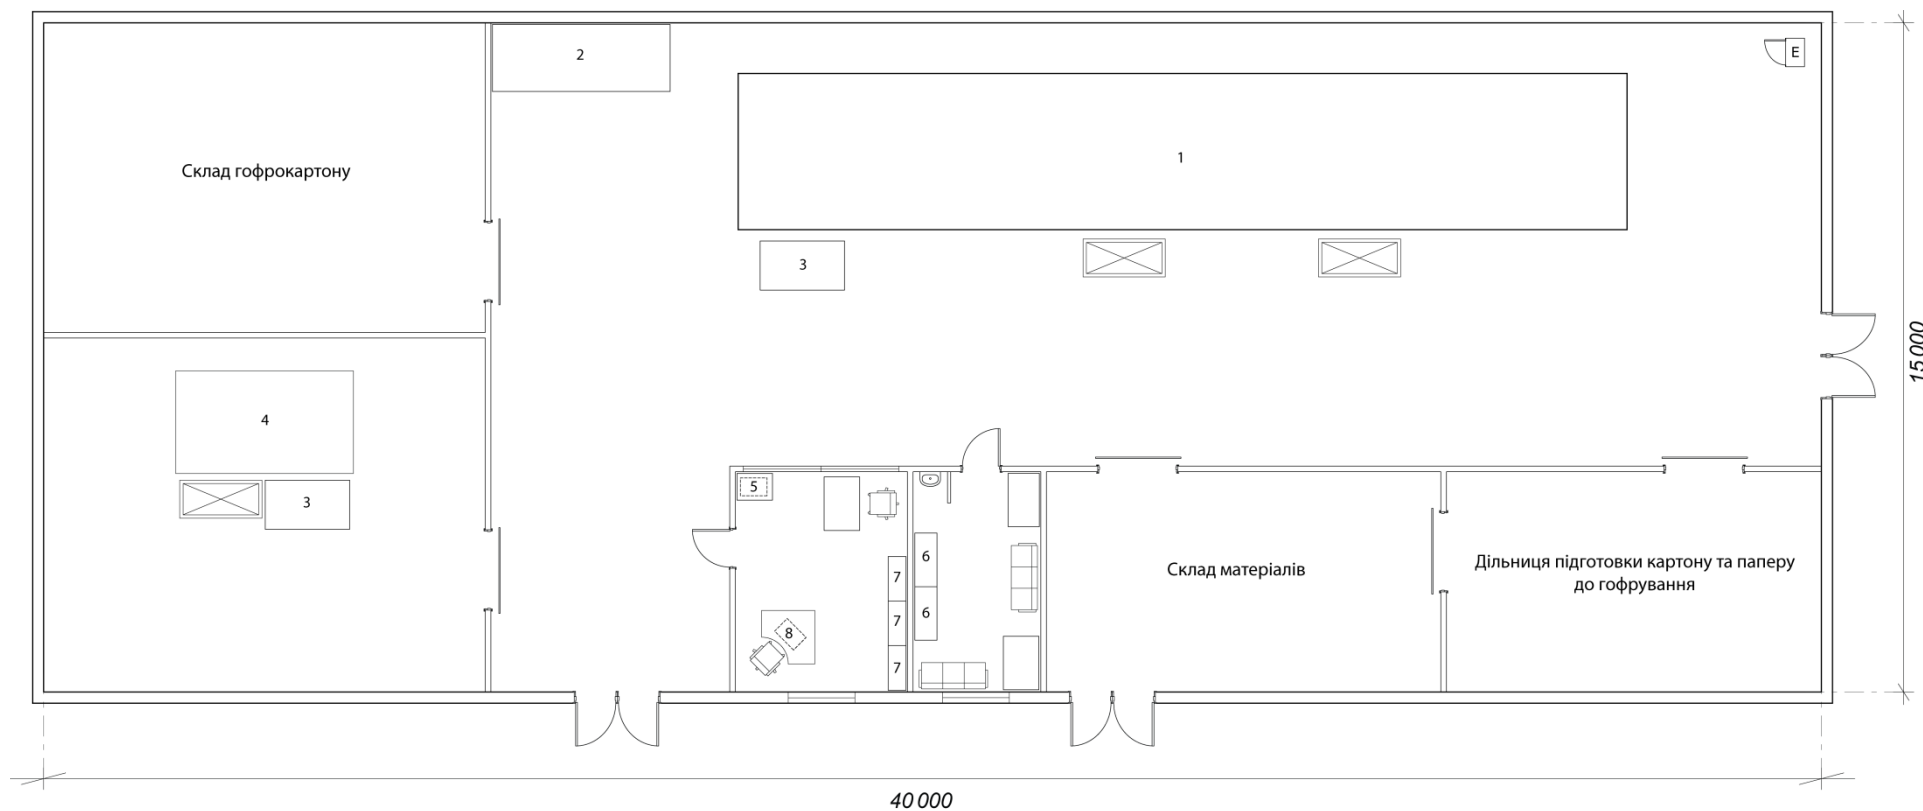 2
E
1
Склад гофрокартону
3
15 000
4
3
5
6
7
Склад матеріалів
Дільниця підготовки картону та паперу
до гофрування
6
7
8
7
40 000